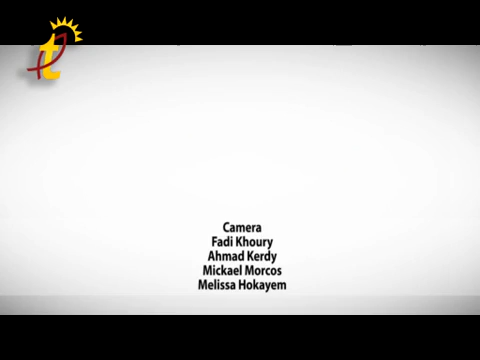 Camera
Fadi Khoury
Ahmad Kerdy
Mickael Morcos
Melissa Hokayem